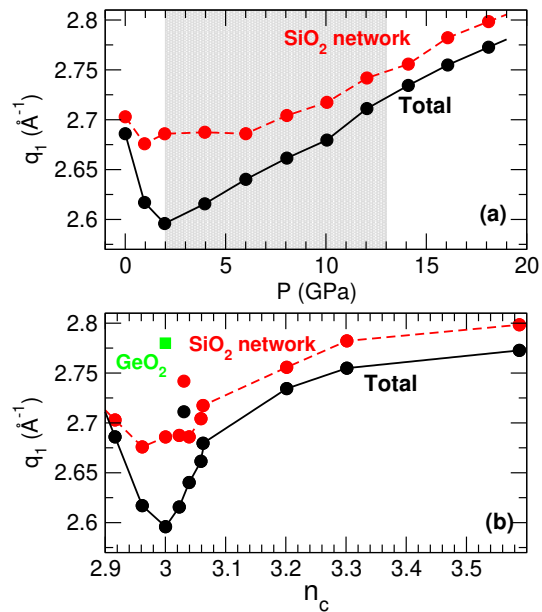 2.8
2.75
2.7
2.65
2.6
q₁ (Å⁻¹)
SiO₂ network
Total
(a)
0 5 10 15 20
P (GPa)
2.8
2.75
2.7
2.65
2.6
q₁ (Å⁻¹)
GeO₂
SiO₂ network
Total
(b)
2.9 3 3.1 3.2 3.3 3.4 3.5
n_c